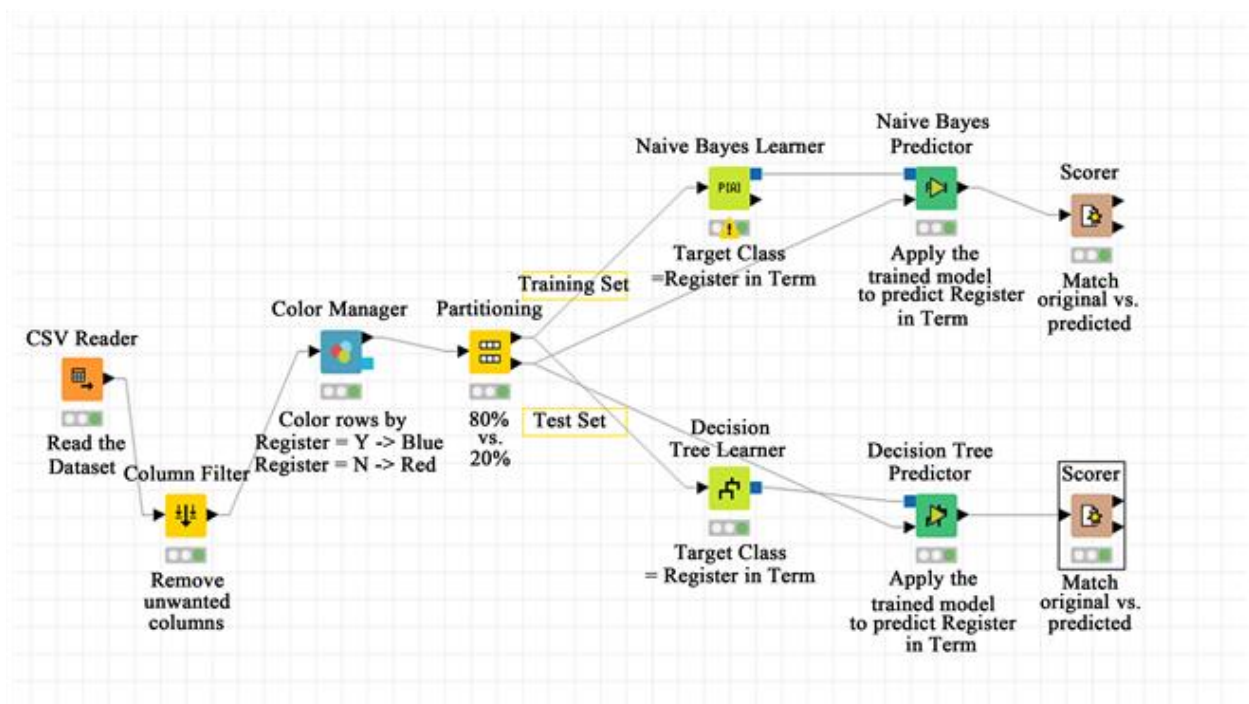 Naive Bayes
Predictor
Naive Bayes Learner
Scorer
P(A)
Target Class
=Register in Term
Apply the
trained model
to predict Register
in Term
Match
original vs.
predicted
Training Set
Color Manager
Partitioning
CSV Reader
Read the
Dataset
Color rows by
Register = Y -> Blue
Register = N -> Red
80%
vs.
20%
Test Set
Column Filter
Remove
unwanted
columns
Decision
Tree Learner
Target Class
= Register in Term
Decision Tree
Predictor
Apply the
trained model
to predict Register
in Term
Scorer
Match
original vs.
predicted